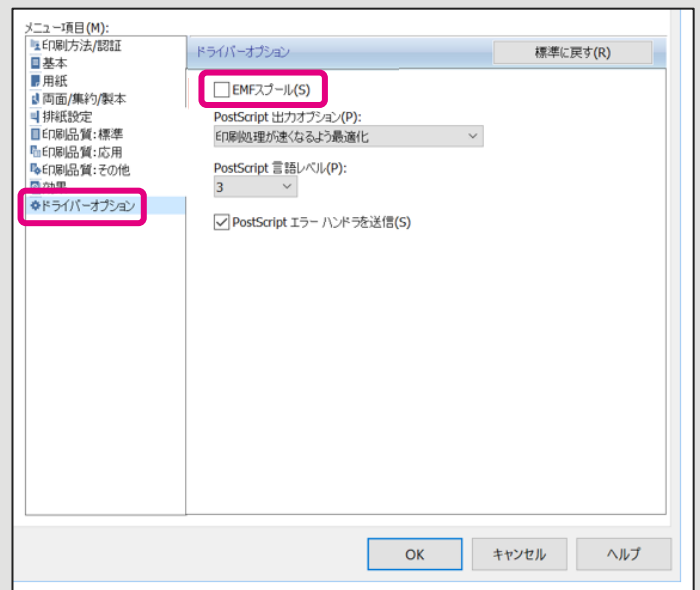 メニュー項目(M):
印刷方法/認証
基本
用紙
両面/集約/製本
排紙設定
印刷品質:標準
印刷品質:応用
印刷品質:その他
効果
ドライバーオプション
ドライバーオプション
標準に戻す(R)
EMFスプール(S)
PostScript 出力オプション(P):
印刷処理が速くなるよう最適化
PostScript 言語レベル(P):
3
PostScript エラー ハンドラを送信(S)
OK
キャンセル
ヘルプ